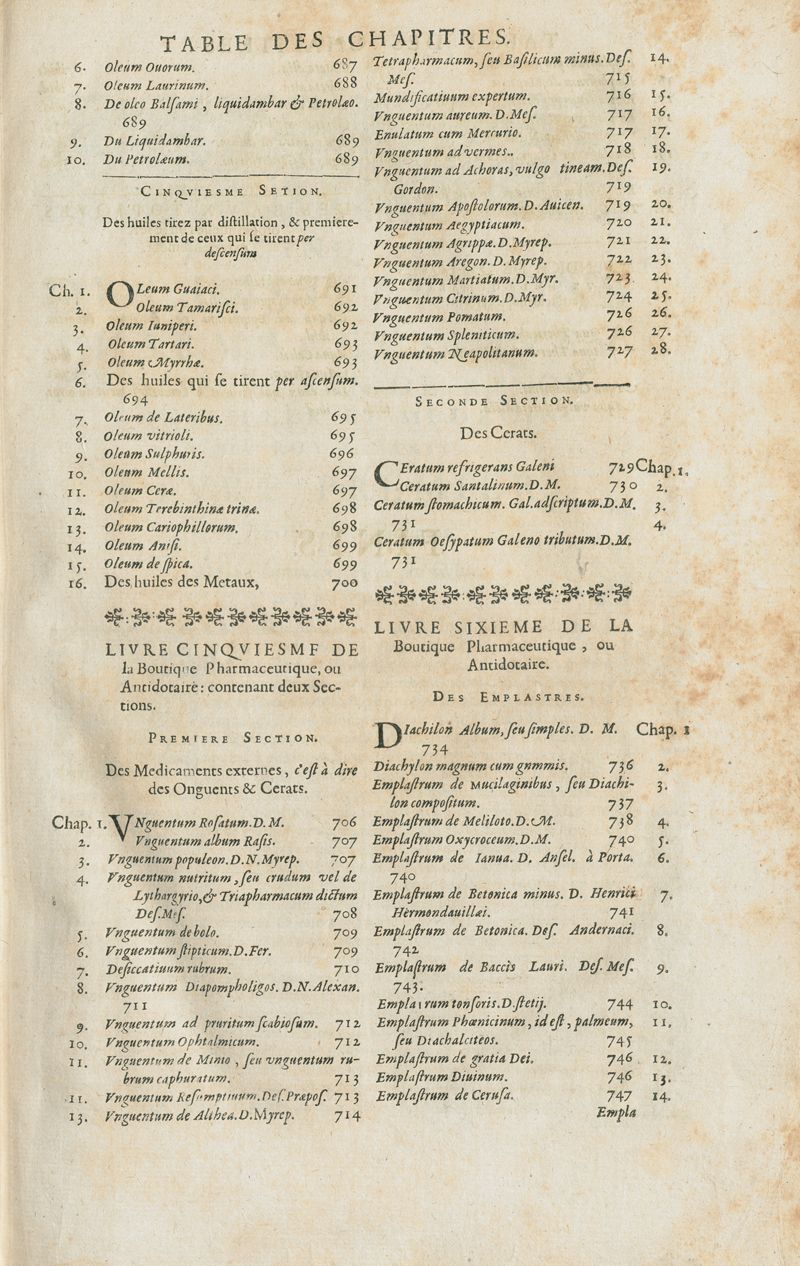 TABLE DES CHAPITRES.
6. Oleum Ouorum. 687
7. Oleum Laurinum. 688
8. De oleo Balſami , liquidambar & Petrolæo.
689
9. Du Liquidambar. 689
10. Du Petrolæum. 689
CINQVIESME SETION.
Des huiles tirez par diſtillation , & premiere-
ment de ceux qui ſe tirent per
deſcenſum
Ch. 1. OLeum Guaiaci. 691
2. Oleum Tamariſci. 692
3. Oleum Iuniperi. 692
4. Oleum Tartari. 693
5. Oleum Myrrhæ. 693
6. Des huiles qui ſe tirent per aſcenſum.
694
7. Oleum de Lateribus. 695
8. Oleum vitrioli. 695
9. Oleum Sulphuris. 696
10. Oleum Mellis. 697
11. Oleum Ceræ. 697
12. Oleum Terebinthinæ trinæ. 698
13. Oleum Cariophillorum. 698
14. Oleum Aniſi. 699
15. Oleum de ſpica. 699
16. Des huiles des Metaux, 700
LIVRE CINQVIESMF DE
la Boutique Pharmaceutique, ou
Antidotaire : contenant deux Sec-
tions.
PREMIERE SECTION.
Des Medicaments externes , c'eſt à dire
des Onguents & Cerats.
Chap. 1. VNguentum Roſatum. D. M. 706
2. Vnguentum album Raſis. 707
3. Vnguentum populeon. D. N. Myrep. 707
4. Vnguentum nutritum , ſeu crudum vel de
Lythargyrio, & Triapharmacum dictum
Deſ. Meſ. 708
5. Vnguentum de bolo. 709
6. Vnguentum ſtipticum. D. Fer. 709
7. Deſiccatiuum rubrum. 710
8. Vnguentum Diapompholigos. D. N. Alexan.
711
9. Vnguentum ad pruritum ſcabioſum. 712
10. Vnguentum Ophtalmicum. 712
11. Vnguentum de Minio , ſeu vnguentum ru-
brum caphuratum. 713
11. Vnguentum Reſumptiuum. Deſ. Præpoſ. 713
13. Vnguentum de Althea. D. Myrep. 714
Tetrapharmacum, ſeu Baſilicum minus. Deſ. 14.
Meſ. 715
Mundificatiuum expertum. 716 15.
Vnguentum aureum. D. Meſ. 717 16.
Enulatum cum Mercurio. 717 17.
Vnguentum ad vermes.. 718 18.
Vnguentum ad Achoras, vulgo tineam. Deſ. 19.
Gordon. 719
Vnguentum Apoſtolorum. D. Auicen. 719 20.
Vnguentum Aegyptiacum. 720 21.
Vnguentum Agrippæ. D. Myrep. 721 22.
Vnguentum Aregon. D. Myrep. 722 23.
Vnguentum Martiatum. D. Myr. 723 24.
Vnguentum Citrinum. D. Myr. 724 25.
Vnguentum Pomatum. 726 26.
Vnguentum Spleniticum. 726 27.
Vnguentum Neapolitanum. 727 28.
SECONDE SECTION.
Des Cerats.
CEratum refrigerans Galeni 729 Chap. 1.
Ceratum Santalinum. D. M. 730 2.
Ceratum ſtomachicum. Gal. adſcriptum. D. M. 3.
731 4.
Ceratum Oeſypatum Galeno tributum. D. M.
731
LIVRE SIXIEME DE LA
Boutique Pharmaceutique , ou
Antidotaire.
DES EMPLASTRES.
DIachilon Album, ſeu ſimples. D. M. Chap. 1
734
Diachylon magnum cum gummis. 736 2.
Emplaſtrum de Mucilaginibus , ſeu Diachi- 3.
lon compoſitum. 737
Emplaſtrum de Meliloto. D. M. 738 4.
Emplaſtrum Oxycroceum. D. M. 740 5.
Emplaſtrum de Ianua. D. Anſel. à Porta. 6.
740
Emplaſtrum de Betonica minus. D. Henrici 7.
Hermondauillæi. 741
Emplaſtrum de Betonica. Deſ. Andernaci. 8.
742
Emplaſtrum de Baccis Lauri. Deſ. Meſ. 9.
743.
Emplaſtrum tonſoris. D. ſtetij. 744 10.
Emplaſtrum Phœnicinum , id eſt , palmeum, 11.
ſeu Diachalciteos. 745
Emplaſtrum de gratia Dei. 746 12.
Emplaſtrum Diuinum. 746 13.
Emplaſtrum de Ceruſa. 747 14.
Empla